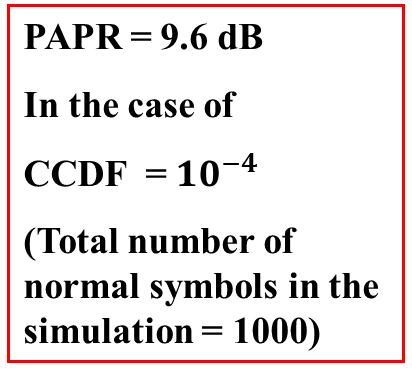 PAPR = 9.6 dB
In the case of
CCDF = 10⁻⁴
(Total number of
normal symbols in the
simulation = 1000)